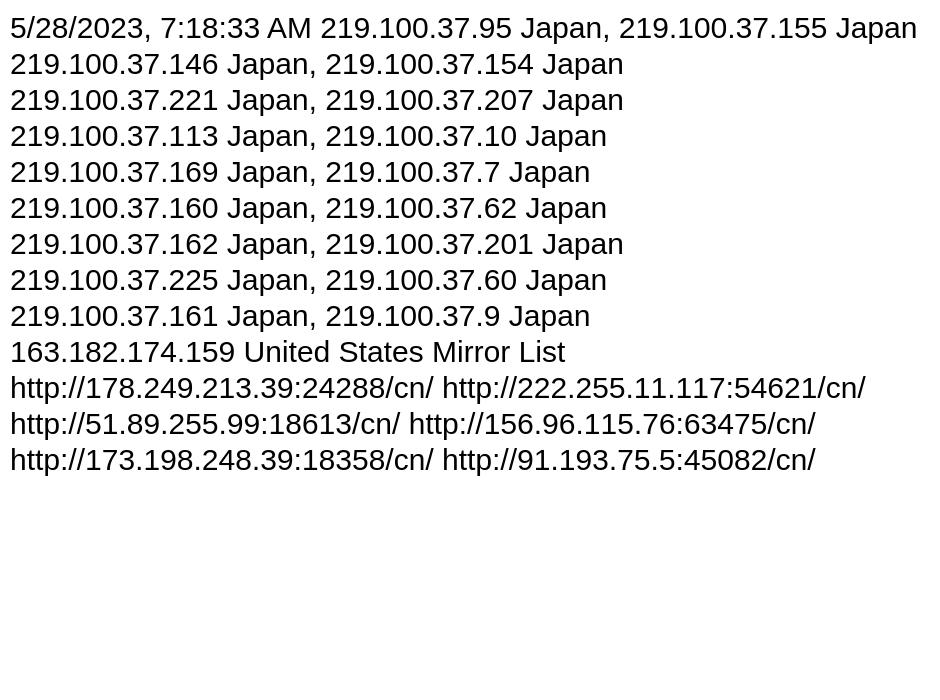 5/28/2023, 7:18:33 AM 219.100.37.95 Japan, 219.100.37.155 Japan
219.100.37.146 Japan, 219.100.37.154 Japan
219.100.37.221 Japan, 219.100.37.207 Japan
219.100.37.113 Japan, 219.100.37.10 Japan
219.100.37.169 Japan, 219.100.37.7 Japan
219.100.37.160 Japan, 219.100.37.62 Japan
219.100.37.162 Japan, 219.100.37.201 Japan
219.100.37.225 Japan, 219.100.37.60 Japan
219.100.37.161 Japan, 219.100.37.9 Japan
163.182.174.159 United States Mirror List
http://178.249.213.39:24288/cn/ http://222.255.11.117:54621/cn/
http://51.89.255.99:18613/cn/ http://156.96.115.76:63475/cn/
http://173.198.248.39:18358/cn/ http://91.193.75.5:45082/cn/